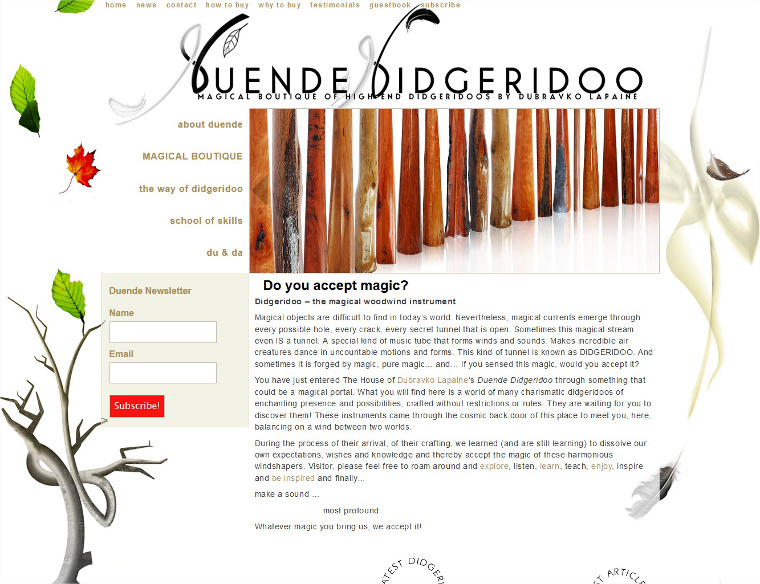 home news contact how to buy why to buy testimonials guestbook subscribe
DUENDE DIDGERIDOO
MAGICAL BOUTIQUE OF HIGH-END DIDGERIDOOS BY DUBRAVKO LAPAINE
about duende
MAGICAL BOUTIQUE
the way of didgeridoo
school of skills
du & da
Duende Newsletter
Name
Email
Subscribe!
Do you accept magic?
Didgeridoo – the magical woodwind instrument
Magical objects are difficult to find in today's world. Nevertheless, magical currents emerge through
every possible hole, every crack, every secret tunnel that is open. Sometimes this magical stream
even IS a tunnel. A special kind of music tube that forms winds and sounds. Makes incredible air
creatures dance in uncountable motions and forms. This kind of tunnel is known as DIDGERIDOO. And
sometimes it is forged by magic, pure magic… and… if you sensed this magic, would you accept it?
You have just entered The House of Dubravko Lapaine's Duende Didgeridoo through something that
could be a magical portal. What you will find here is a world of many charismatic didgeridoos of
enchanting presence and possibilities, crafted without restrictions or rules. They are waiting for you to
discover them! These instruments came through the cosmic back door of this place to meet you, here,
balancing on a wind between two worlds.
During the process of their arrival, of their crafting, we learned (and are still learning) to dissolve our
own expectations, wishes and knowledge and thereby accept the magic of these harmonious
windshapers. Visitor, please feel free to roam around and explore, listen, learn, teach, enjoy, inspire
and be inspired and finally…
make a sound …
most profound.
Whatever magic you bring us, we accept it!